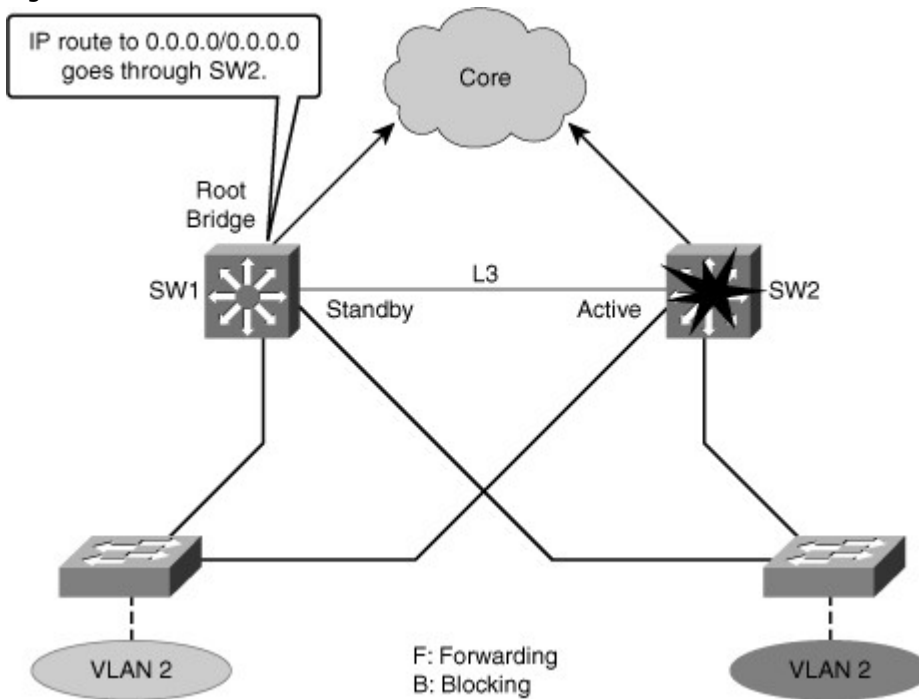 IP route to 0.0.0.0/0.0.0.0
goes through SW2.
Core
Root
Bridge
SW1
L3
SW2
Standby
Active
VLAN 2
F: Forwarding
B: Blocking
VLAN 2